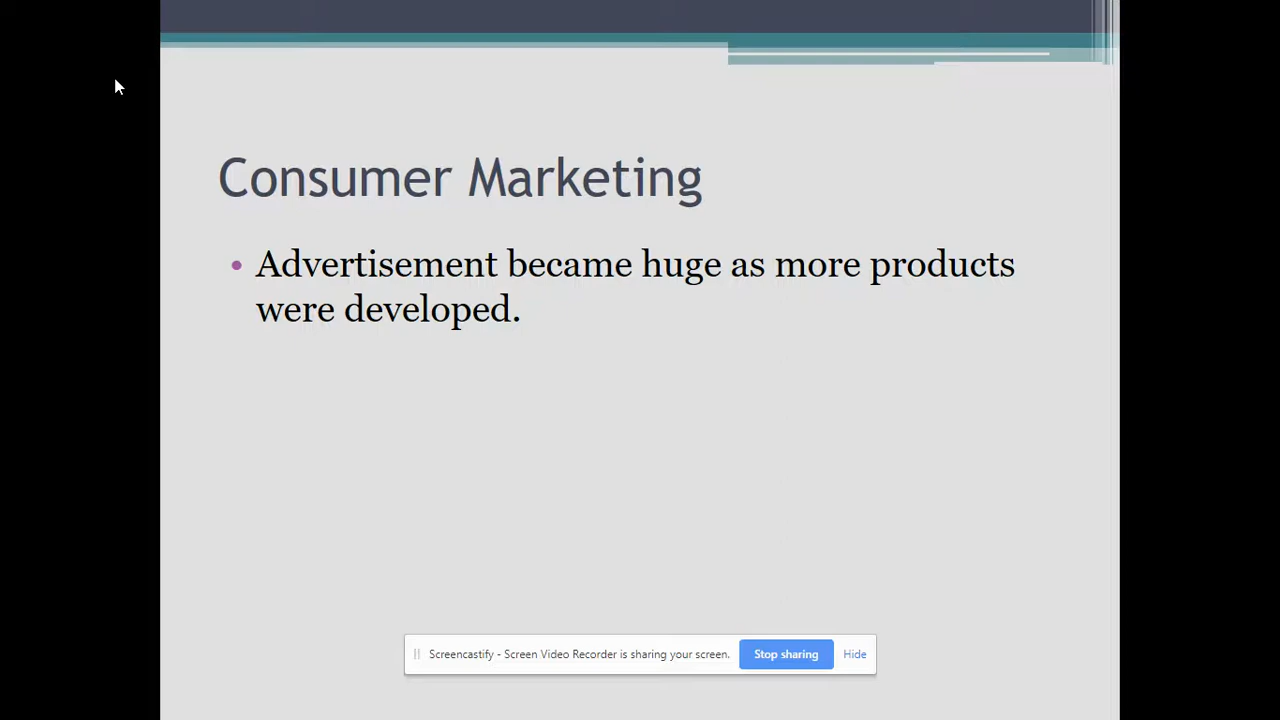 Consumer Marketing
• Advertisement became huge as more products
were developed.
Screencastify - Screen Video Recorder is sharing your screen. Stop sharing Hide